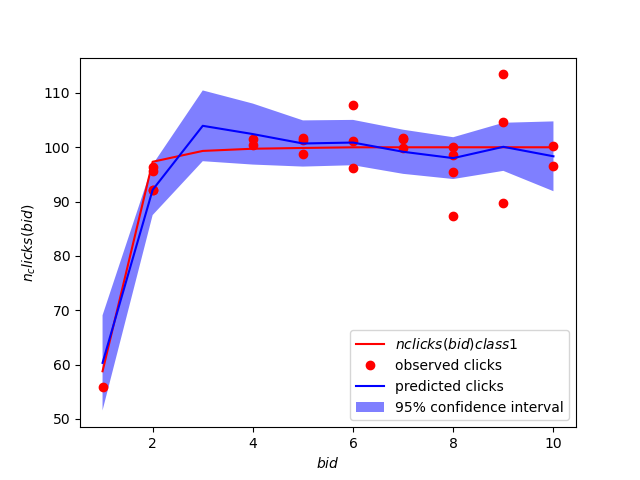 110
100
90
80
70
60
50
n_clicks(bid)
2
4
6
8
10
bid
nclicks(bid)class1
observed clicks
predicted clicks
95% confidence interval